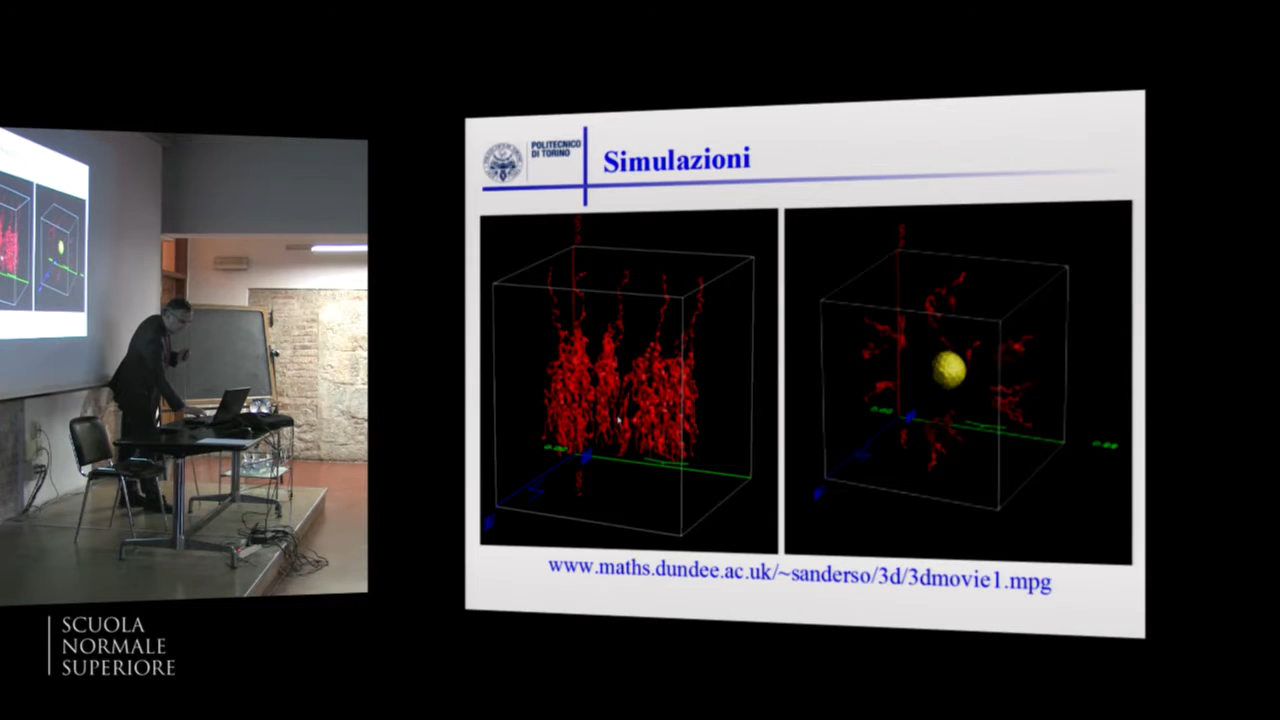 POLITECNICO
DI TORINO
Simulazioni
www.maths.dundee.ac.uk/~sanderso/3d/3dmovie1.mpg
SCUOLA
NORMALE
SUPERIORE